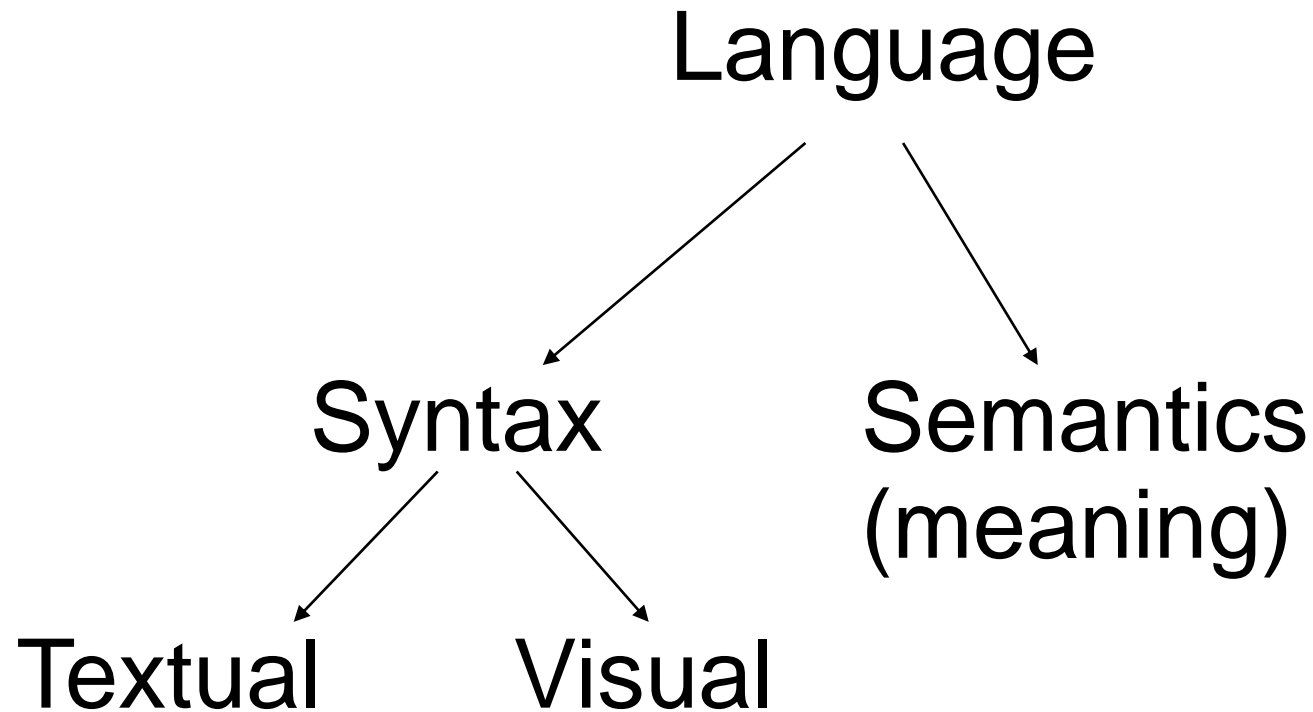 Language
Syntax
Semantics
(meaning)
Textual
Visual